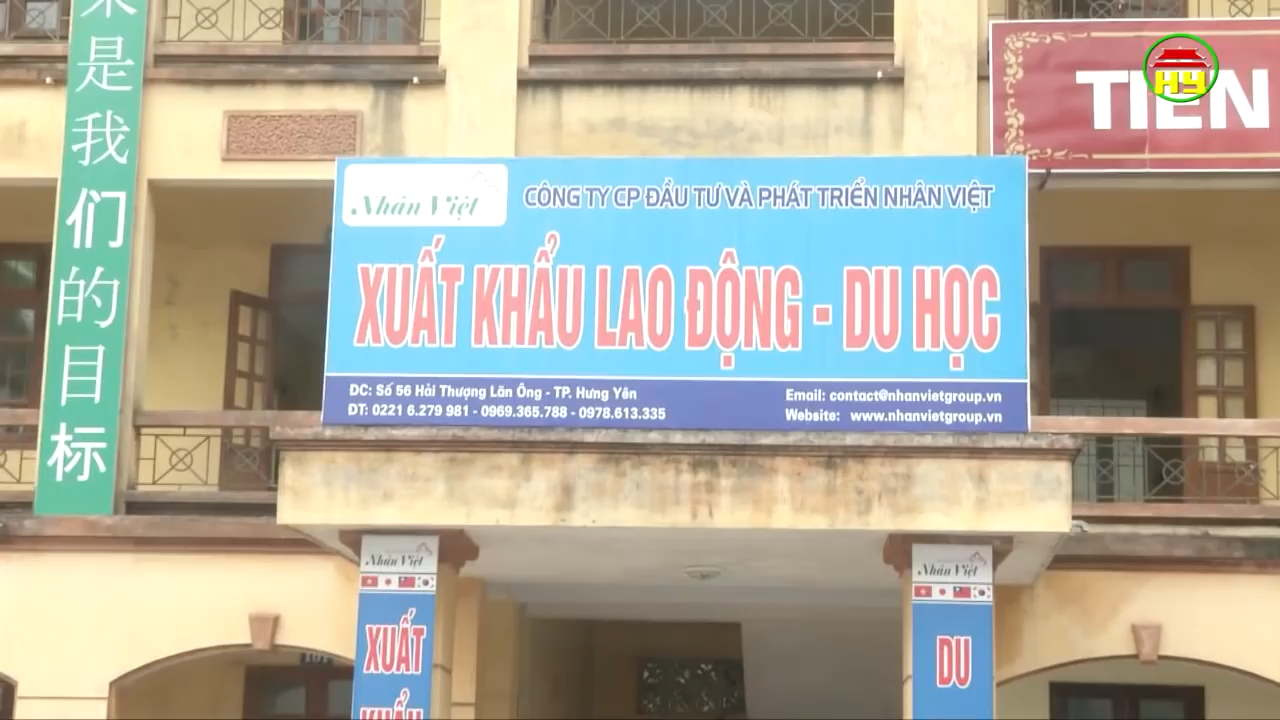 是我们的目标
TIẾN
HY
Nhân Việt
CÔNG TY CP ĐẦU TƯ VÀ PHÁT TRIỂN NHÂN VIỆT
XUẤT KHẨU LAO ĐỘNG - DU HỌC
DC: Số 56 Hải Thượng Lãn Ông - TP. Hưng Yên
DT: 0221 6.279 981 - 0969.365.788 - 0978.613.335
Email: contact@nhanvietgroup.vn
Website: www.nhanvietgroup.vn
Nhân Việt
XUẤT
KHẨU
Nhân Việt
DU